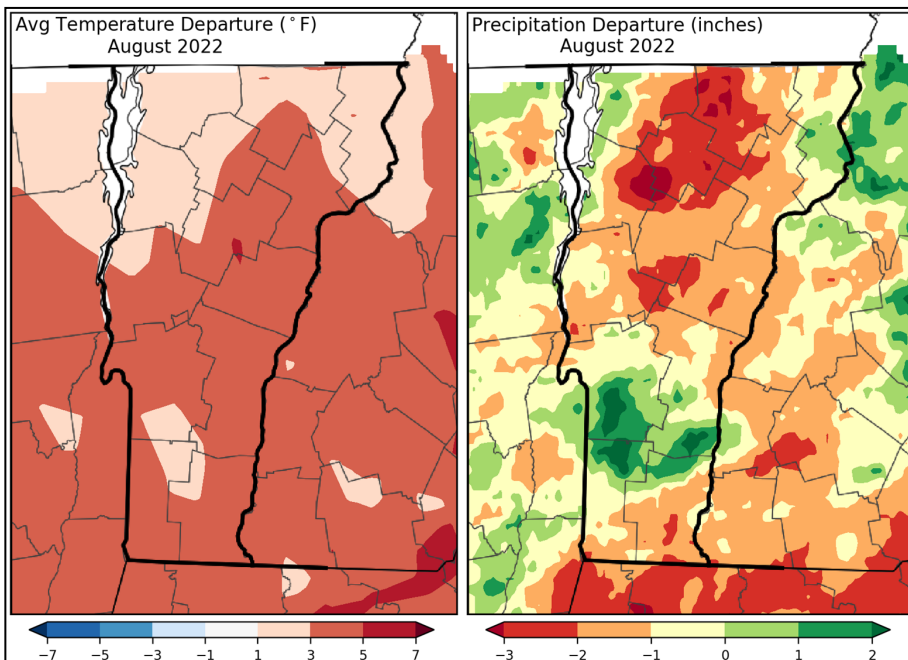 Avg Temperature Departure (°F)
August 2022
Precipitation Departure (inches)
August 2022
−7 −5 −3 −1 1 3 5 7
−3 −2 −1 0 1 2